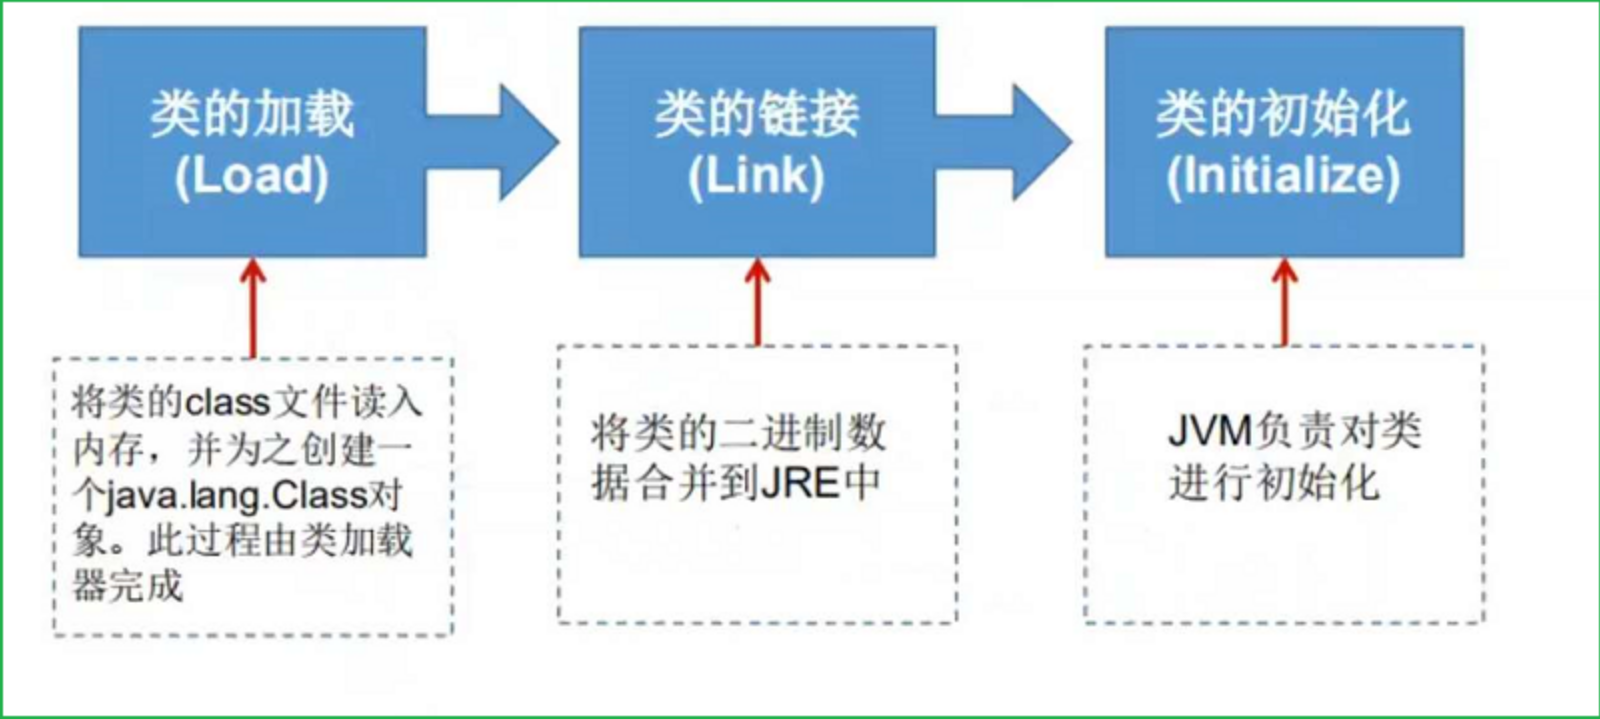 类的加载
(Load)
类的链接
(Link)
类的初始化
(Initialize)
将类的class文件读入
内存，并为之创建一
个java.lang.Class对
象。此过程由类加载
器完成
将类的二进制数
据合并到JRE中
JVM负责对类
进行初始化